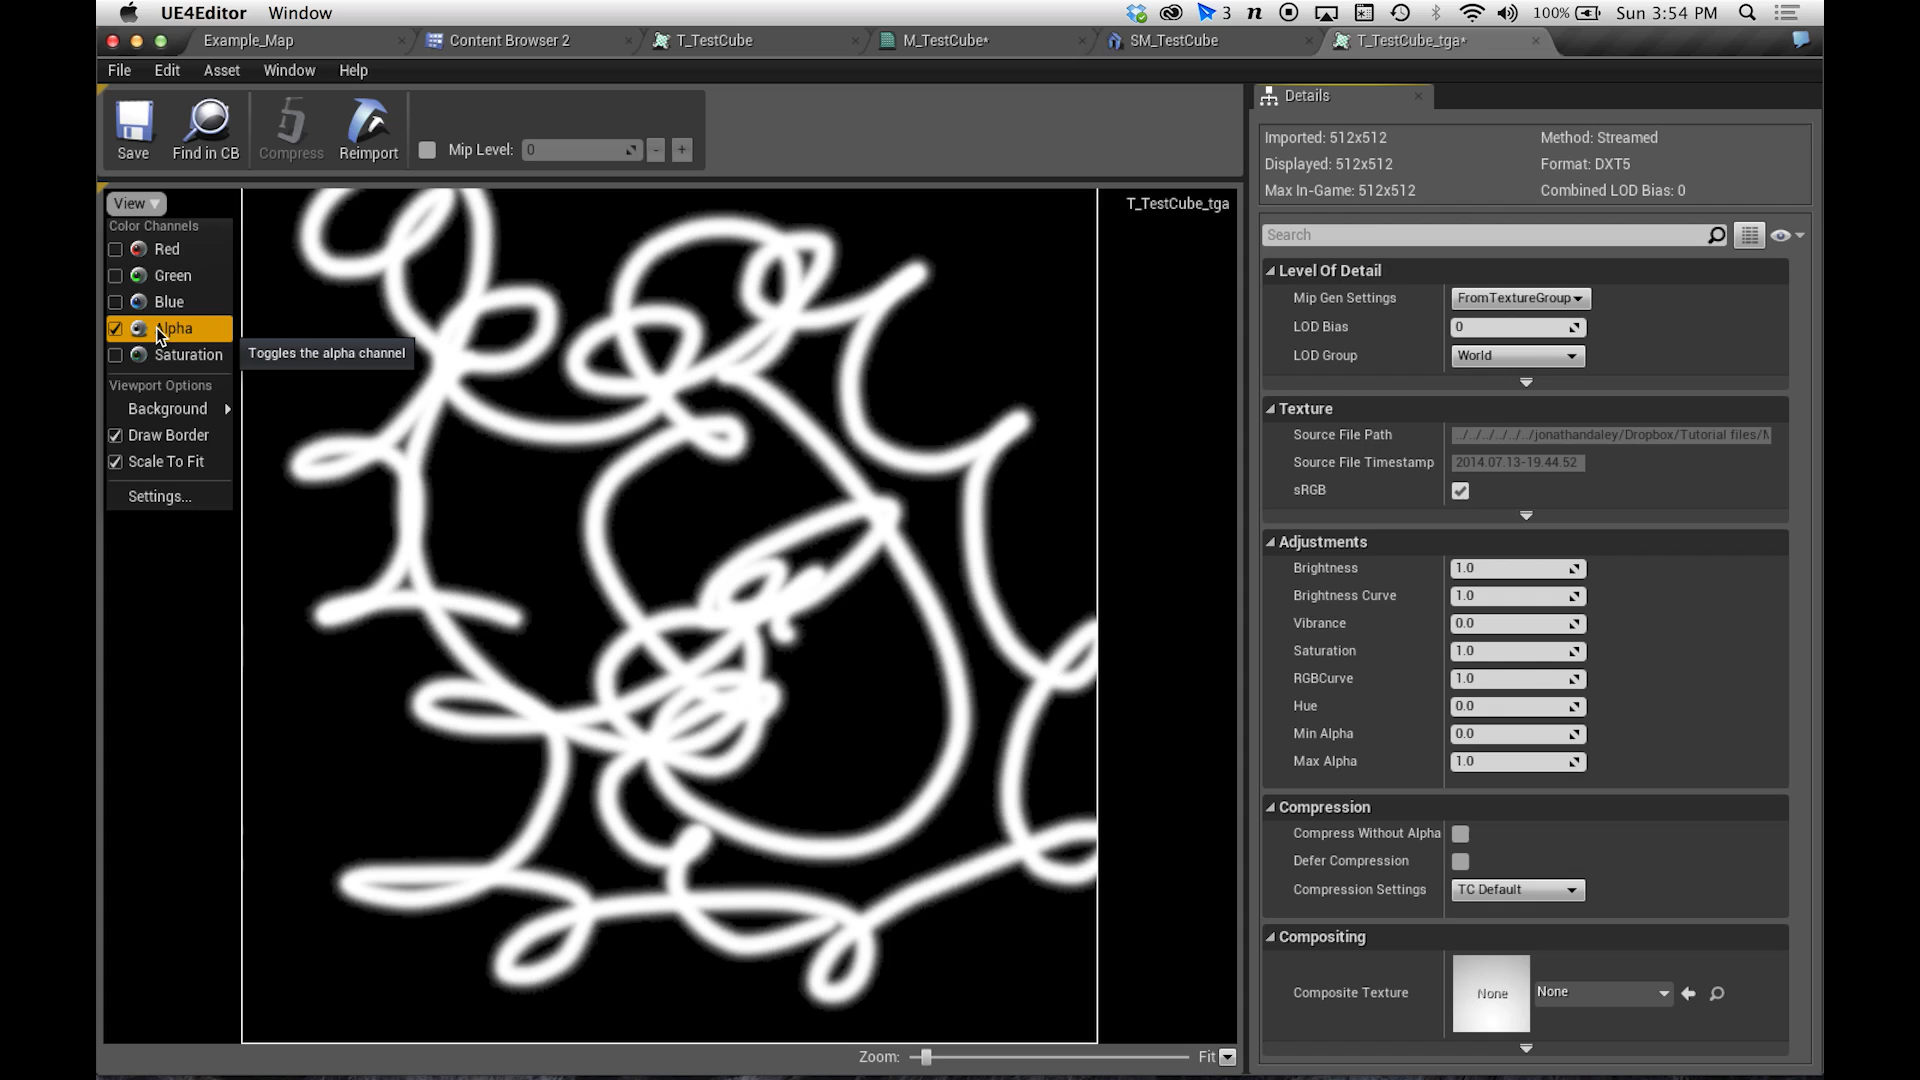 UE4Editor Window 3 100% Sun 3:54 PM
Example_Map Content Browser 2 T_TestCube M_TestCube* SM_TestCube T_TestCube_tga*
File Edit Asset Window Help
Save Find in CB Compress Reimport Mip Level: 0 - +
View
Color Channels
Red
Green
Blue
Alpha
Saturation
Toggles the alpha channel
Viewport Options
Background
Draw Border
Scale To Fit
Settings...
T_TestCube_tga
Zoom: Fit
Details
Imported: 512x512 Method: Streamed
Displayed: 512x512 Format: DXT5
Max In-Game: 512x512 Combined LOD Bias: 0
Search
Level Of Detail
Mip Gen Settings FromTextureGroup
LOD Bias 0
LOD Group World
Texture
Source File Path ../../../../../../jonathandaley/Dropbox/Tutorial files/
Source File Timestamp 2014.07.13-19.44.52
sRGB
Adjustments
Brightness 1.0
Brightness Curve 1.0
Vibrance 0.0
Saturation 1.0
RGBCurve 1.0
Hue 0.0
Min Alpha 0.0
Max Alpha 1.0
Compression
Compress Without Alpha
Defer Compression
Compression Settings TC Default
Compositing
Composite Texture None None